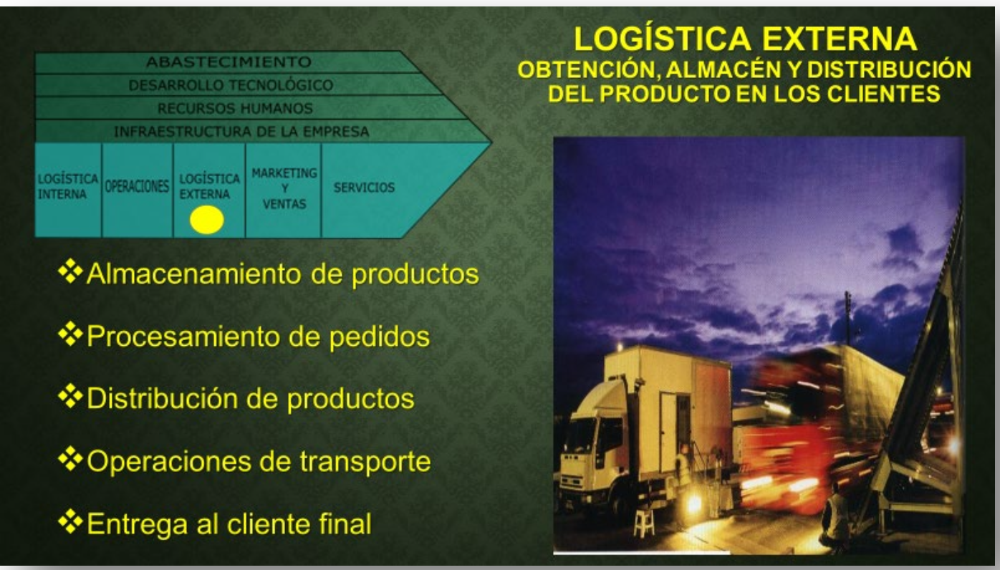 LOGÍSTICA EXTERNA
OBTENCIÓN, ALMACÉN Y DISTRIBUCIÓN
DEL PRODUCTO EN LOS CLIENTES
ABASTECIMIENTO
DESARROLLO TECNOLÓGICO
RECURSOS HUMANOS
INFRAESTRUCTURA DE LA EMPRESA
LOGÍSTICA
INTERNA
OPERACIONES
LOGÍSTICA
EXTERNA
MARKETING
Y
VENTAS
SERVICIOS
❖Almacenamiento de productos
❖Procesamiento de pedidos
❖Distribución de productos
❖Operaciones de transporte
❖Entrega al cliente final